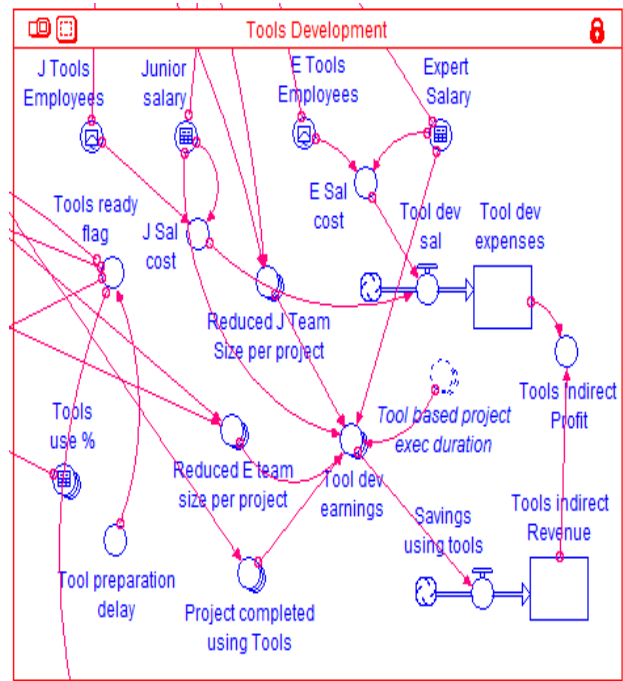 Tools Development
J Tools
Employees
Junior
salary
E Tools
Employees
Expert
Salary
Tools ready
flag
J Sal
cost
E Sal
cost
Tool dev
sal
Tool dev
expenses
Reduced J Team
Size per project
Tools indirect
Profit
Tools
use %
Reduced E team
size per project
Tool dev
earnings
Tool based project
exec duration
Savings
using tools
Tools indirect
Revenue
Tool preparation
delay
Project completed
using Tools